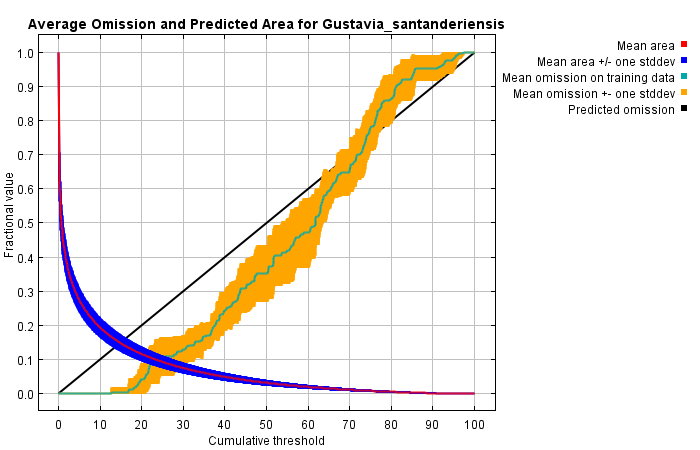 Average Omission and Predicted Area for Gustavia_santanderiensis
Mean area
Mean area +/- one stddev
Mean omission on training data
Mean omission +- one stddev
Predicted omission
Fractional value
1.0
0.9
0.8
0.7
0.6
0.5
0.4
0.3
0.2
0.1
0.0
0 10 20 30 40 50 60 70 80 90 100
Cumulative threshold